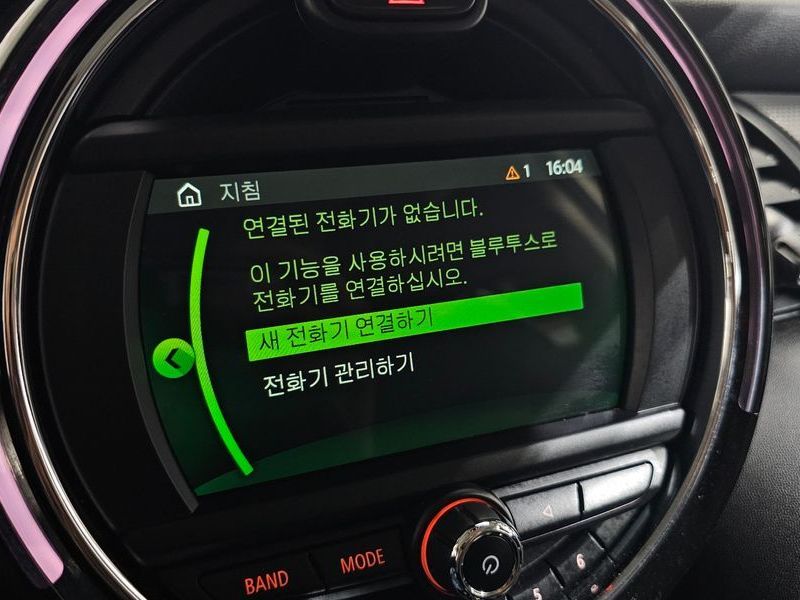 지침
1 16:04
연결된 전화기가 없습니다.
이 기능을 사용하시려면 블루투스로
전화기를 연결하십시오.
새 전화기 연결하기
전화기 관리하기
BAND
MODE
5
6